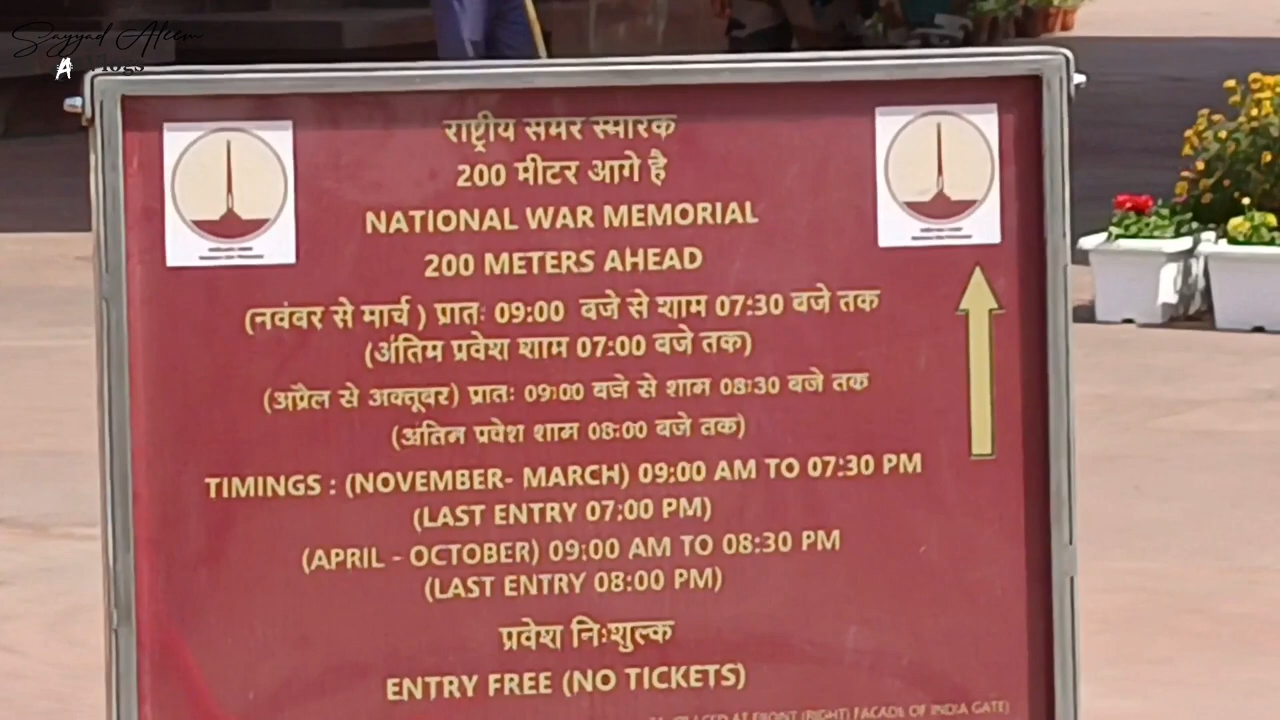 Sayyad Aleem
राष्ट्रीय समर स्मारक
200 मीटर आगे है
NATIONAL WAR MEMORIAL
200 METERS AHEAD
(नवंबर से मार्च ) प्रातः 09:00 बजे से शाम 07:30 बजे तक
(अंतिम प्रवेश शाम 07:00 बजे तक)
(अप्रैल से अक्तूबर) प्रातः 09:00 बजे से शाम 08:30 बजे तक
(अंतिम प्रवेश शाम 08:00 बजे तक)
TIMINGS : (NOVEMBER- MARCH) 09:00 AM TO 07:30 PM
(LAST ENTRY 07:00 PM)
(APRIL - OCTOBER) 09:00 AM TO 08:30 PM
(LAST ENTRY 08:00 PM)
प्रवेश निःशुल्क
ENTRY FREE (NO TICKETS)
AT FRONT (RIGHT) FACADE OF INDIA GATE)